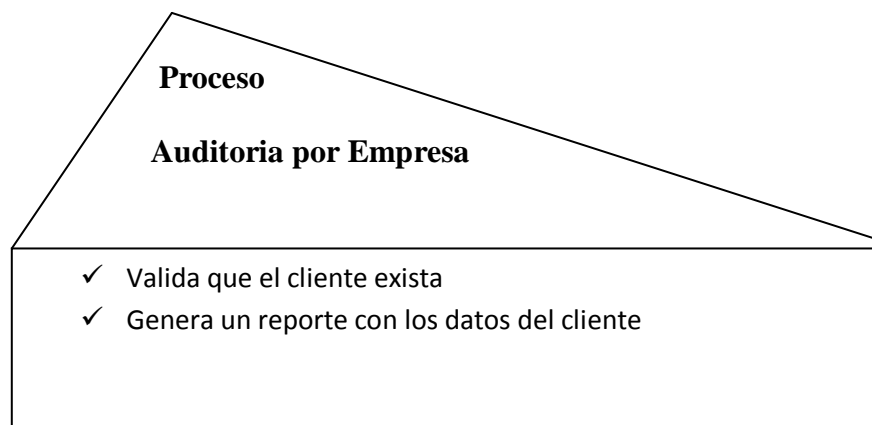 Proceso
Auditoria por Empresa
✓ Valida que el cliente exista
✓ Genera un reporte con los datos del cliente